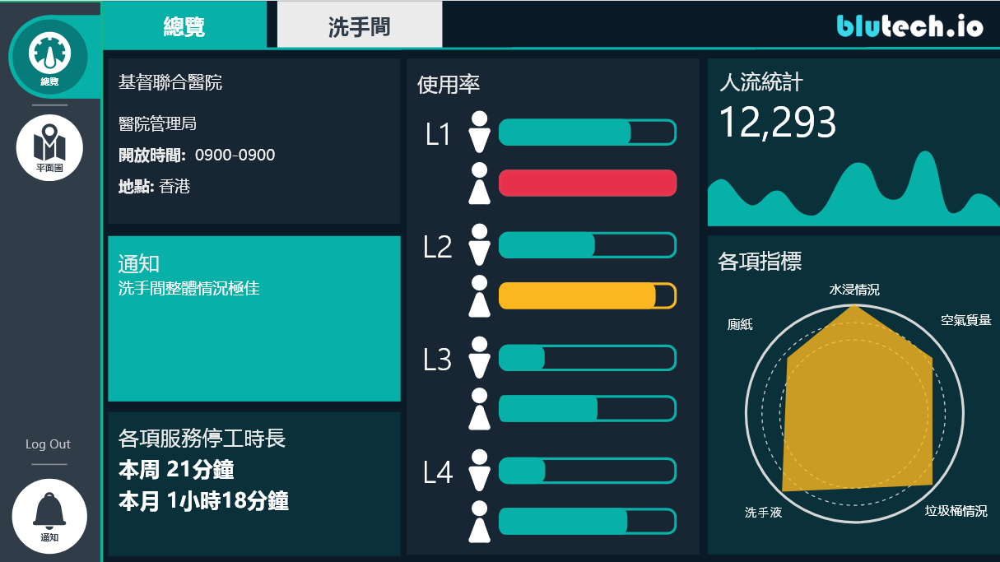 總覽
洗手間
blutech.io
總覽
平面圖
Log Out
通知
基督聯合醫院
醫院管理局
開放時間: 0900-0900
地點: 香港
通知
洗手間整體情況極佳
各項服務停工時長
本周 21分鐘
本月 1小時18分鐘
使用率
L1
L2
L3
L4
人流統計
12,293
各項指標
水浸情況
空氣質量
廁紙
洗手液
垃圾桶情況